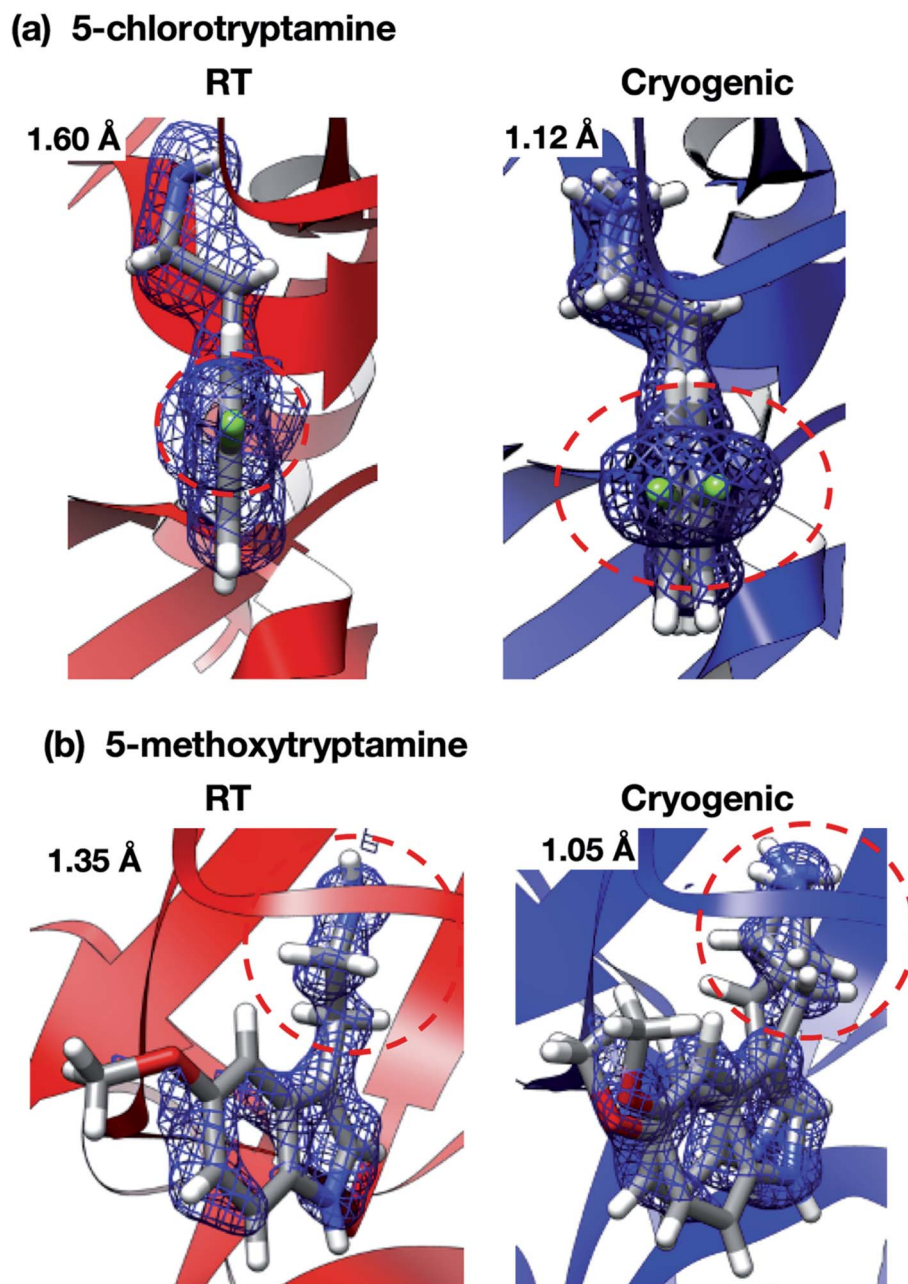 (a) 5-chlorotryptamine
RT
Cryogenic
1.60 Å
1.12 Å
(b) 5-methoxytryptamine
RT
Cryogenic
1.35 Å
1.05 Å